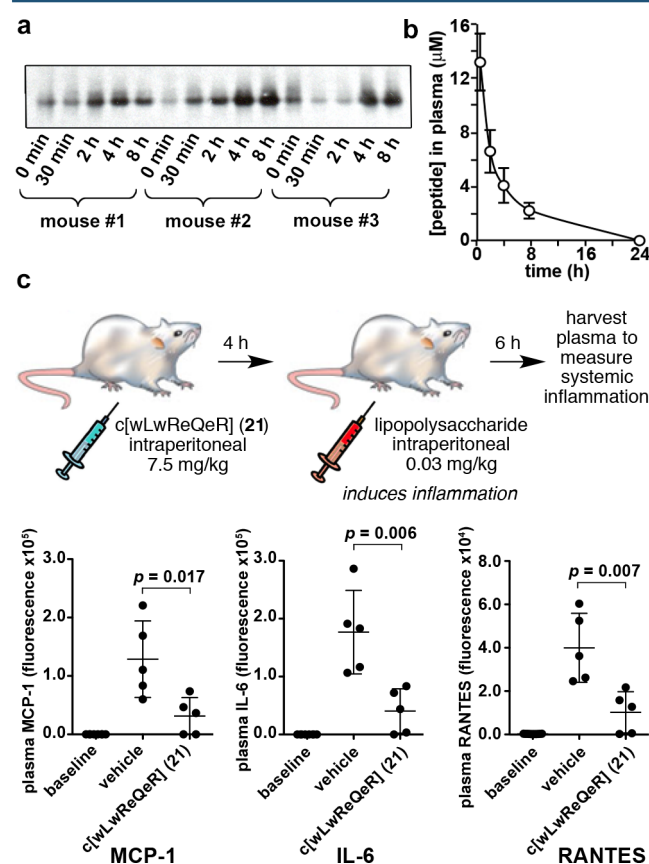 a
0 min
30 min
2 h
4 h
8 h
0 min
30 min
2 h
4 h
8 h
0 min
30 min
2 h
4 h
8 h
mouse #1
mouse #2
mouse #3
b
[peptide] in plasma (μM)
16
12
8
4
0
0
8
16
24
time (h)
c
4 h
6 h
harvest
plasma to
measure
systemic
inflammation
c[wLwReQeR] (21)
intraperitoneal
7.5 mg/kg
lipopolysaccharide
intraperitoneal
0.03 mg/kg
induces inflammation
plasma MCP-1 (fluorescence x10⁵)
3.0
2.0
1.0
0.0
p = 0.017
baseline
vehicle
c[wLwReQeR] (21)
MCP-1
plasma IL-6 (fluorescence x10⁵)
3.0
2.0
1.0
0.0
p = 0.006
baseline
vehicle
c[wLwReQeR] (21)
IL-6
plasma RANTES (fluorescence x10⁴)
8.0
6.0
4.0
2.0
0.0
p = 0.007
baseline
vehicle
c[wLwReQeR] (21)
RANTES